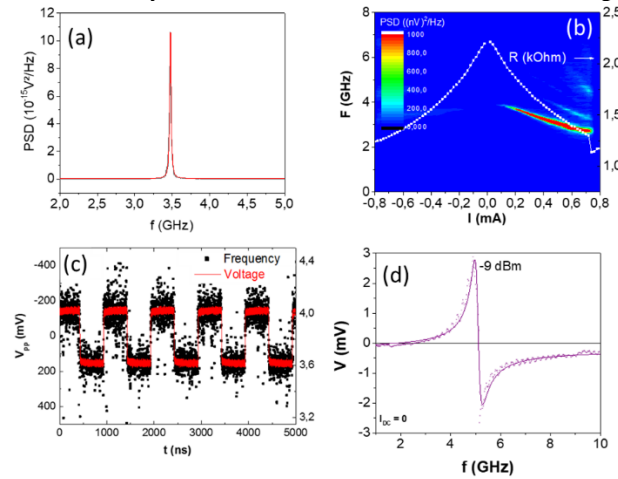 (a)
PSD (10⁻¹⁵V²/Hz)
12
10
8
6
4
2
0
2,0 2,5 3,0 3,5 4,0 4,5 5,0
f (GHz)
(b)
PSD ((nV)²/Hz)
1000
800,0
600,0
400,0
200,0
R (kOhm)
F (GHz)
8
6
4
2
0
2,5
2,0
1,5
1,0
-0,8 -0,6 -0,4 -0,2 0,0 0,2 0,4 0,6 0,8
I (mA)
(c)
Frequency
Voltage
Vpp (mV)
-400
-200
0
200
400
4,4
4,0
3,6
3,2
0 1000 2000 3000 4000 5000
t (ns)
(d)
-9 dBm
V (mV)
3
2
1
0
-1
-2
-3
I DC = 0
2 4 6 8 10
f (GHz)